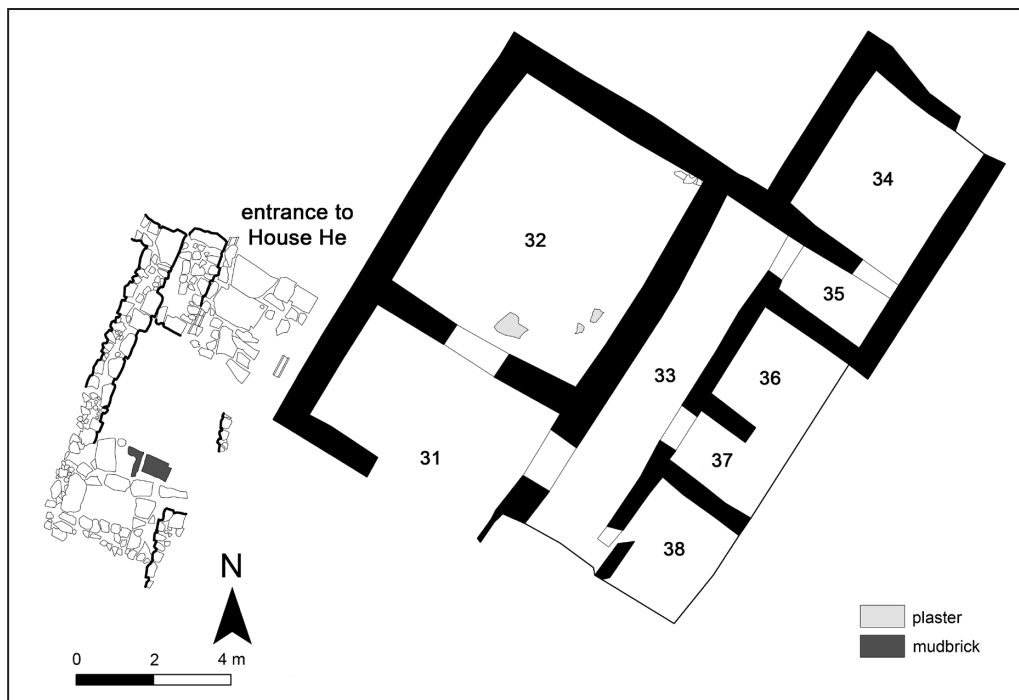 entrance to
House He
32
34
35
33
36
31
37
38
N
0 2 4 m
plaster
mudbrick